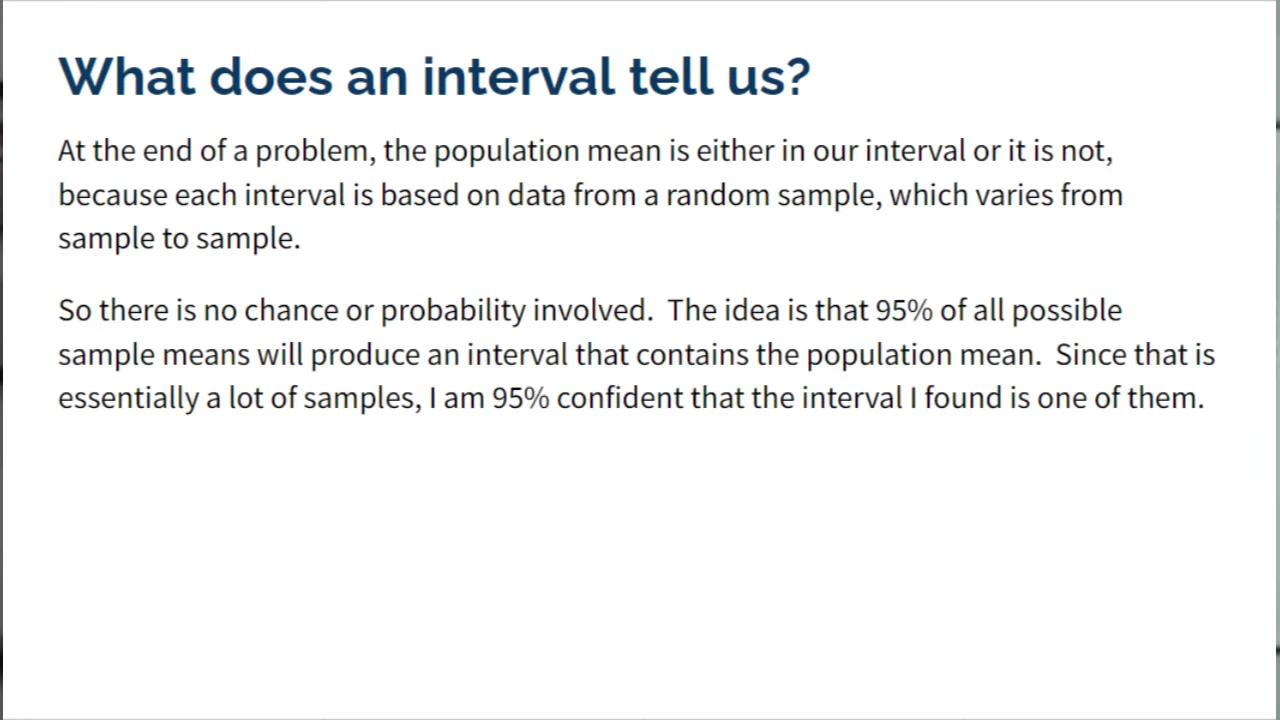 What does an interval tell us?
At the end of a problem, the population mean is either in our interval or it is not,
because each interval is based on data from a random sample, which varies from
sample to sample.
So there is no chance or probability involved.  The idea is that 95% of all possible
sample means will produce an interval that contains the population mean.  Since that is
essentially a lot of samples, I am 95% confident that the interval I found is one of them.